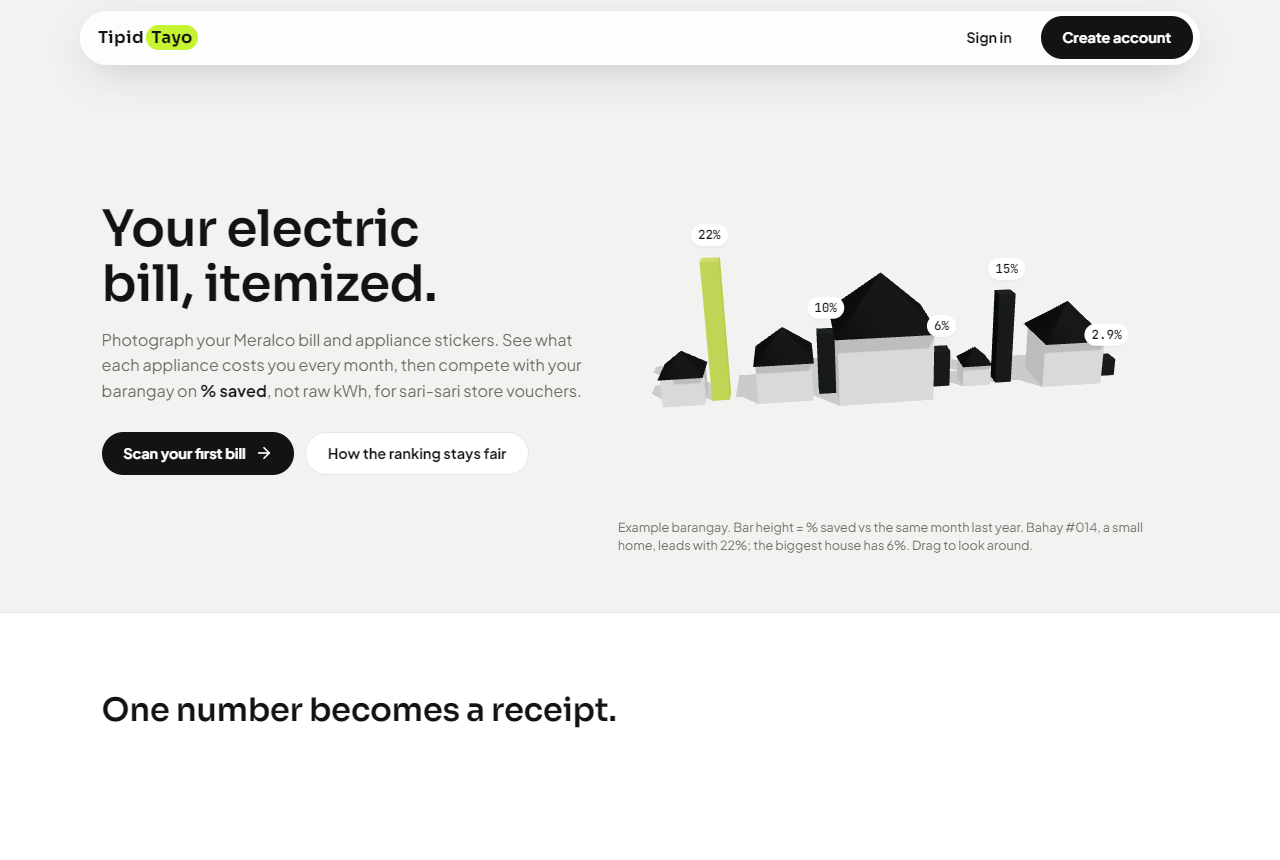 Tipid Tayo
Sign in
Create account
Your electric
bill, itemized.
Photograph your Meralco bill and appliance stickers. See what
each appliance costs you every month, then compete with your
barangay on % saved, not raw kWh, for sari-sari store vouchers.
Scan your first bill →
How the ranking stays fair
22%
10%
6%
15%
2.9%
Example barangay. Bar height = % saved vs the same month last year. Bahay #014, a small
home, leads with 22%; the biggest house has 6%. Drag to look around.
One number becomes a receipt.